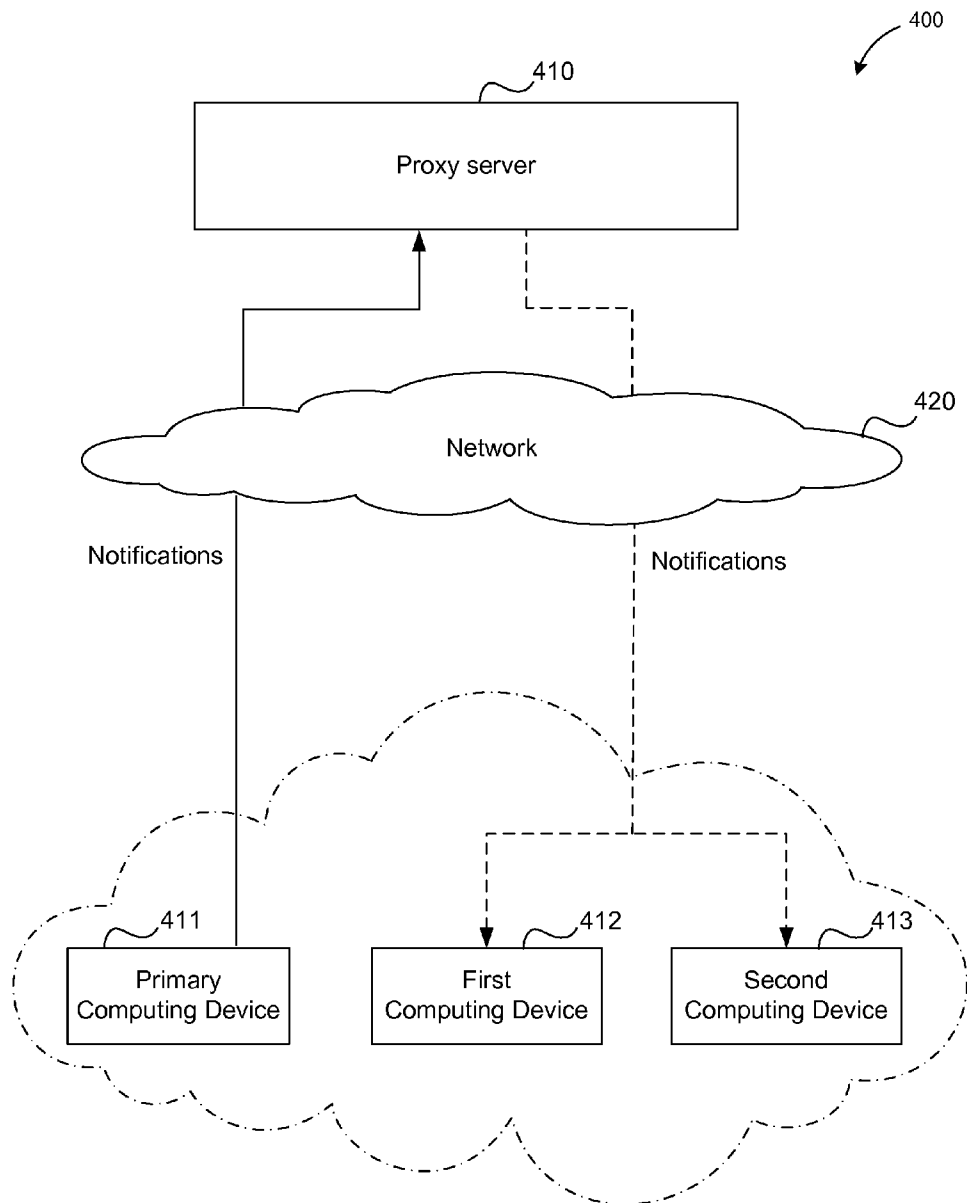 400
410
Proxy server
420
Network
Notifications
Notifications
411
412
413
Primary
Computing Device
First
Computing Device
Second
Computing Device